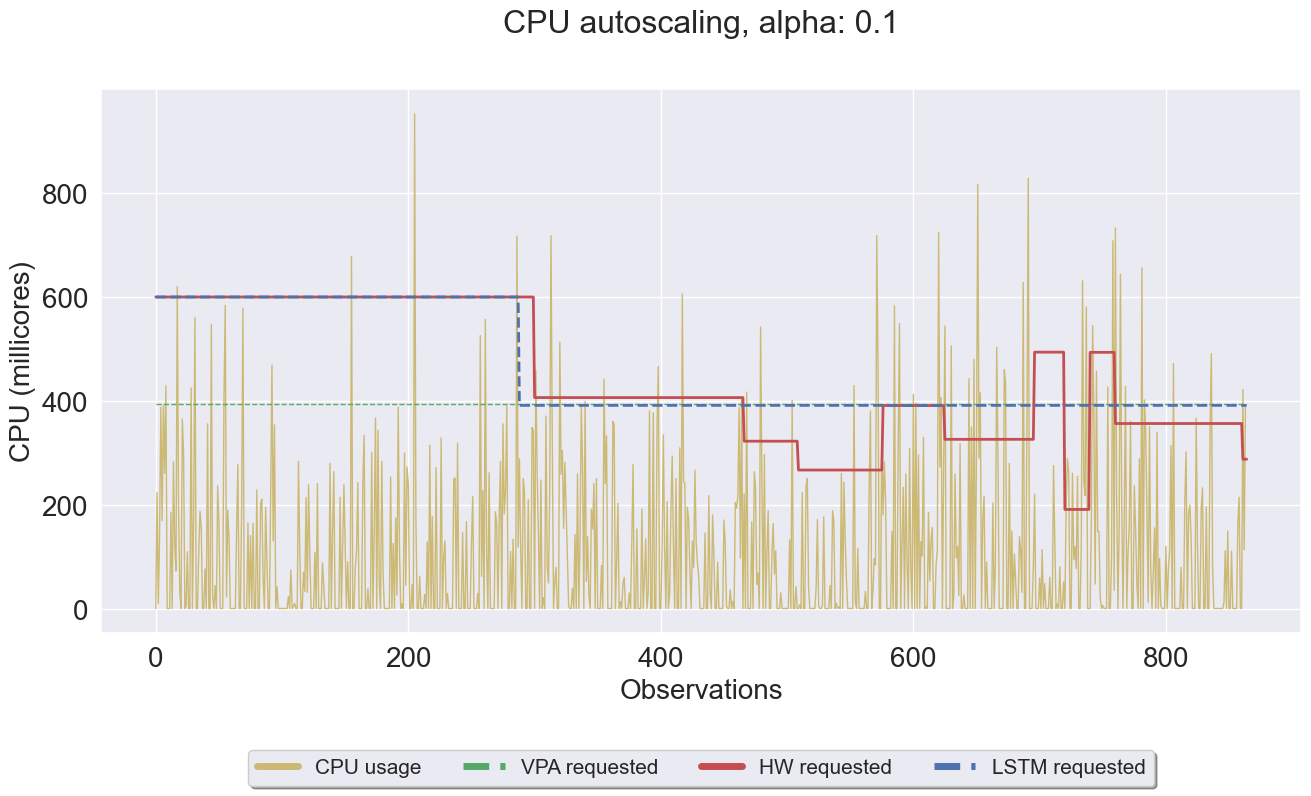 CPU autoscaling, alpha: 0.1
CPU (millicores)
800
600
400
200
0
0 200 400 600 800
Observations
CPU usage VPA requested HW requested LSTM requested